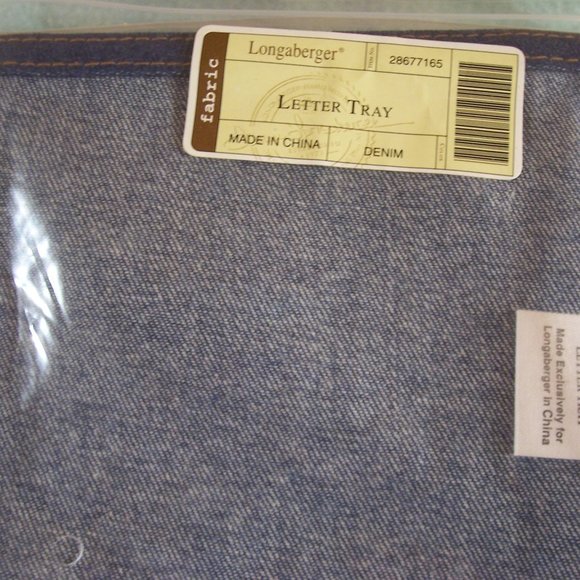 fabric
Longaberger®
28677165
LETTER TRAY
MADE IN CHINA
DENIM
Made Exclusively for
Longaberger in China